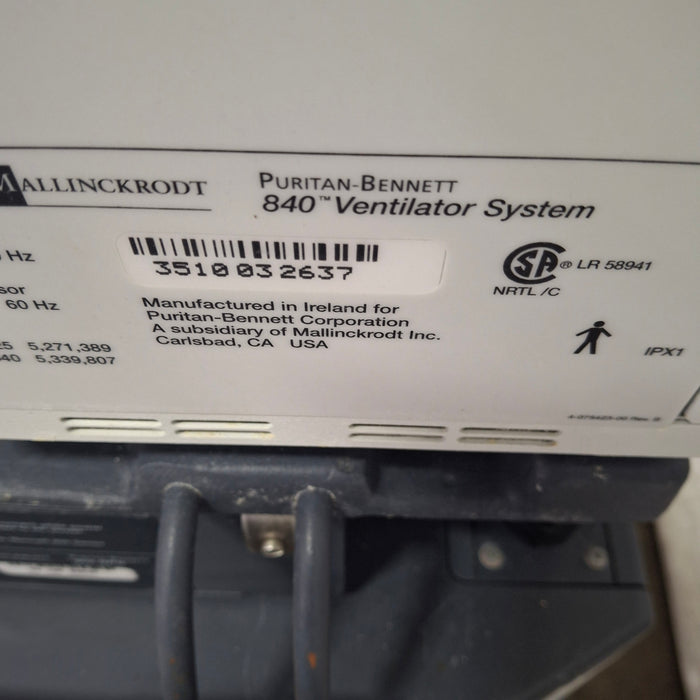 MALLINCKRODT
PURITAN-BENNETT
840™ Ventilator System
Hz
3510032637
® LR 58941
NRTL /C
60 Hz
Manufactured in Ireland for
Puritan-Bennett Corporation
A subsidiary of Mallinckrodt Inc.
Carlsbad, CA USA
5,271,389
5,339,807
IPX1